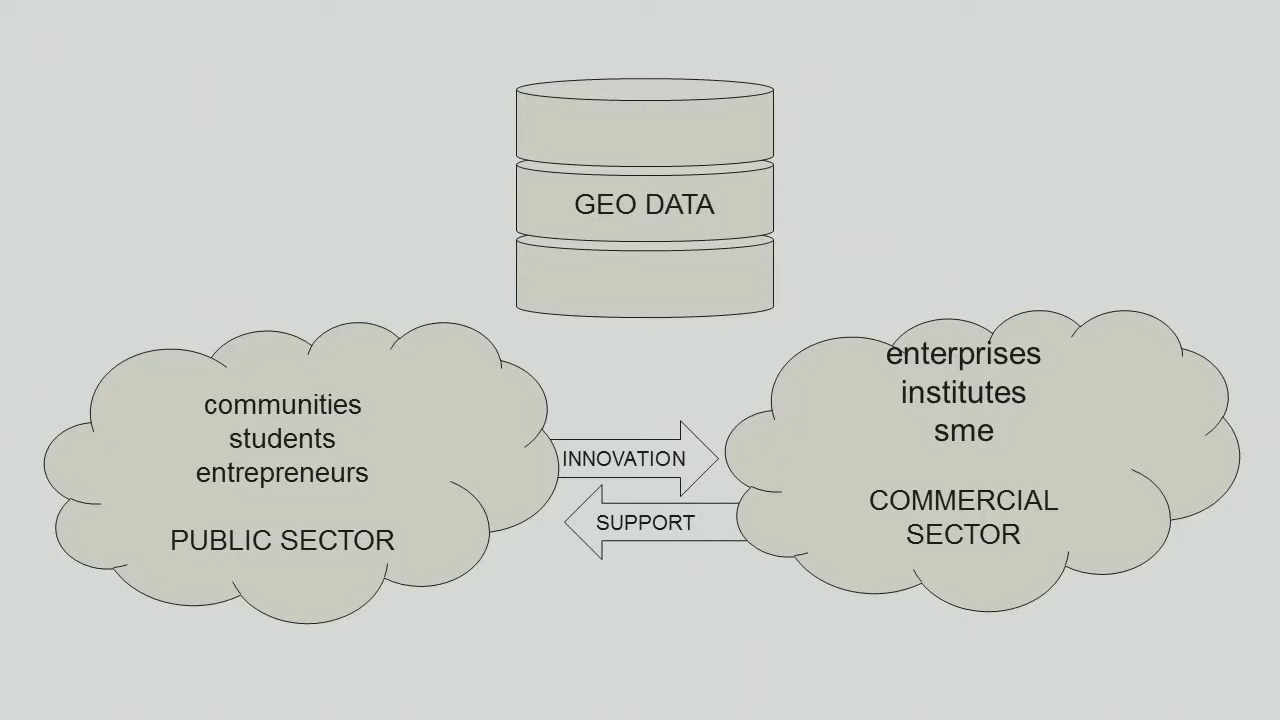 GEO DATA
communities
students
entrepreneurs
PUBLIC SECTOR
INNOVATION
SUPPORT
enterprises
institutes
sme
COMMERCIAL
SECTOR